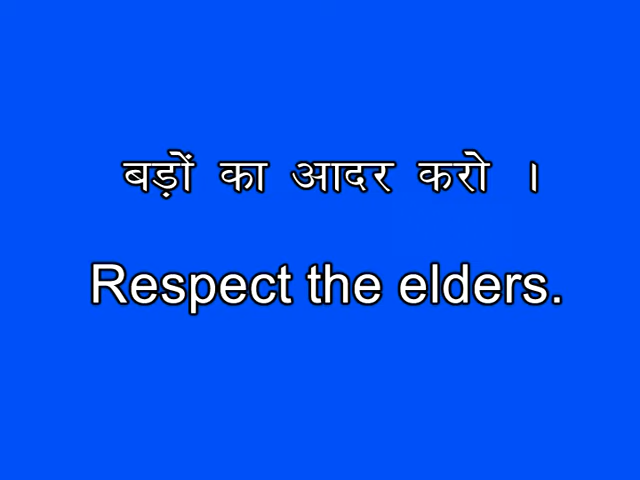 बड़ों का आदर करो ।
Respect the elders.